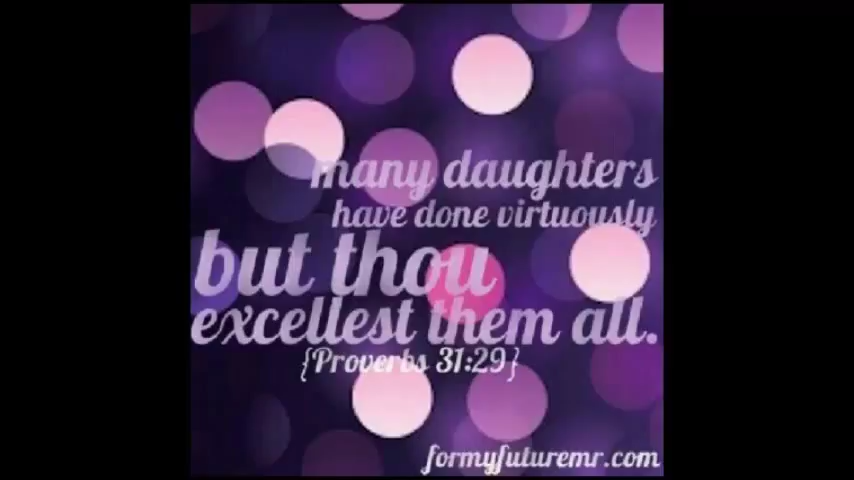 many daughters
have done virtuously
but thou
excellest them all.
{Proverbs 31:29}
formyfuturemr.com